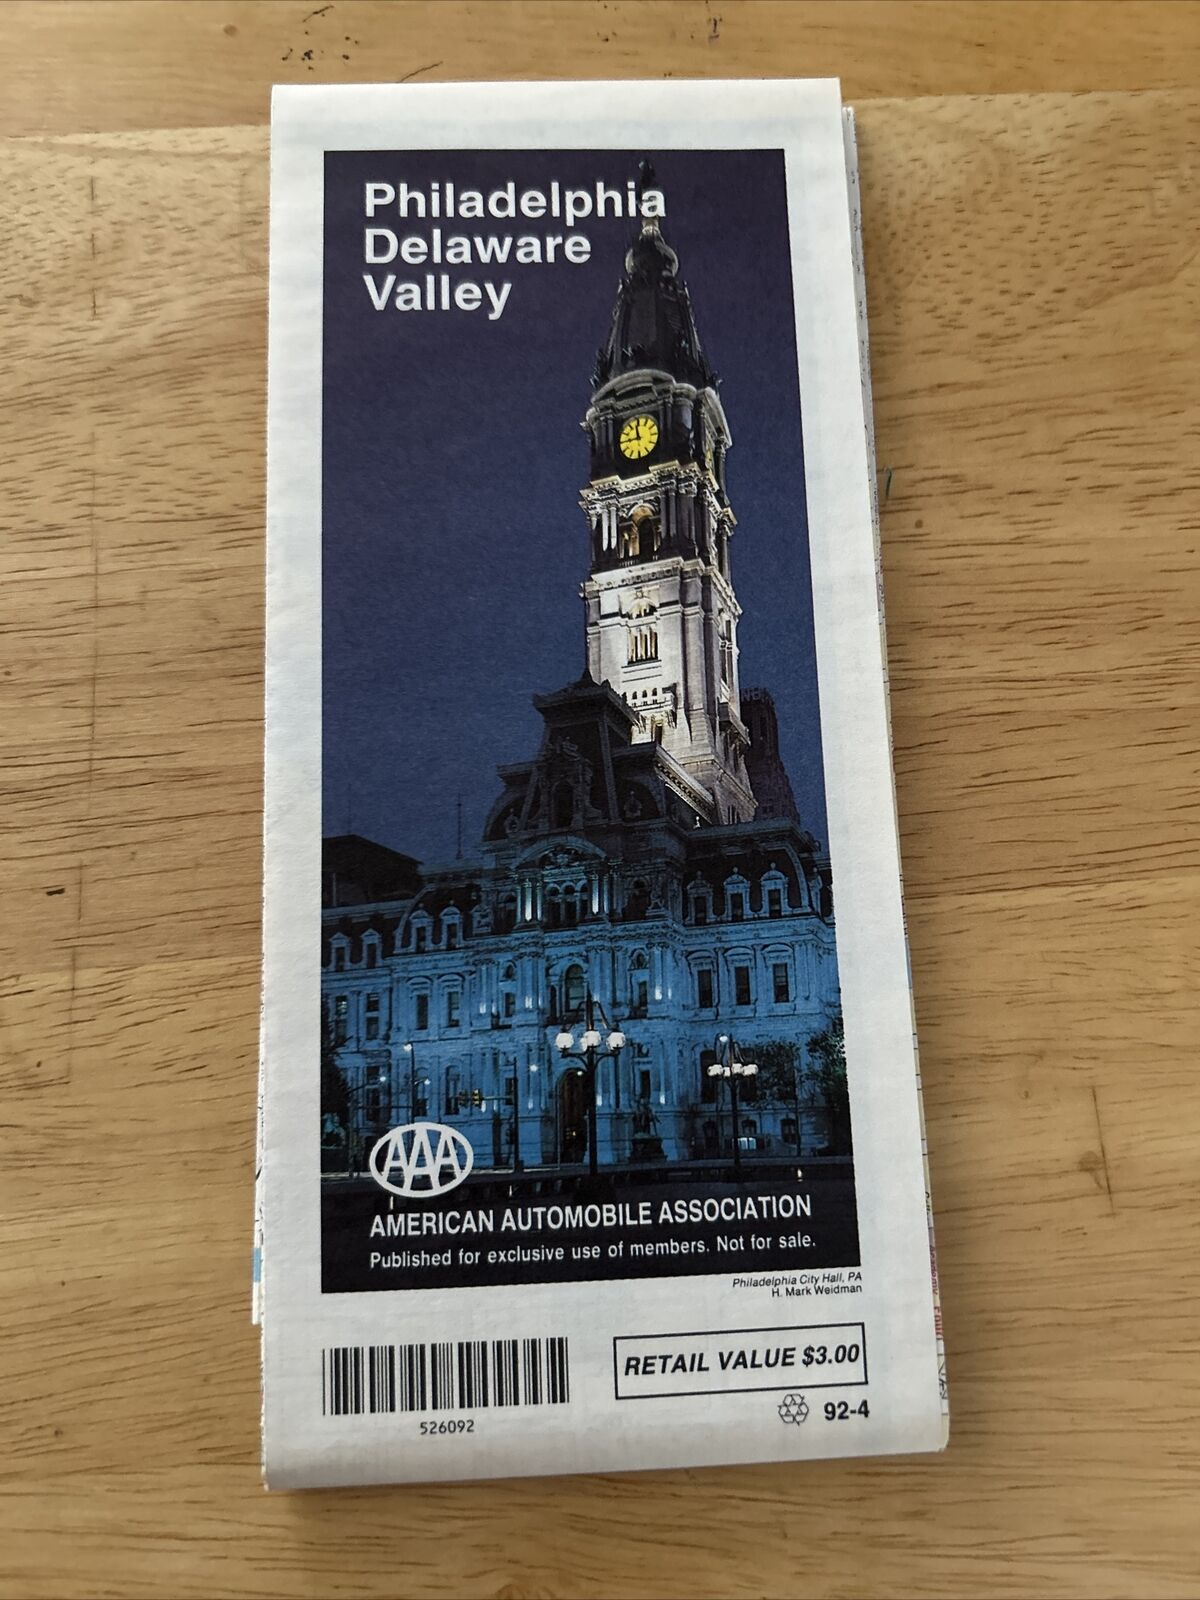 Philadelphia
Delaware
Valley
AAA
AMERICAN AUTOMOBILE ASSOCIATION
Published for exclusive use of members. Not for sale.
Philadelphia City Hall, PA
H. Mark Weidman
RETAIL VALUE $3.00
526092
92-4